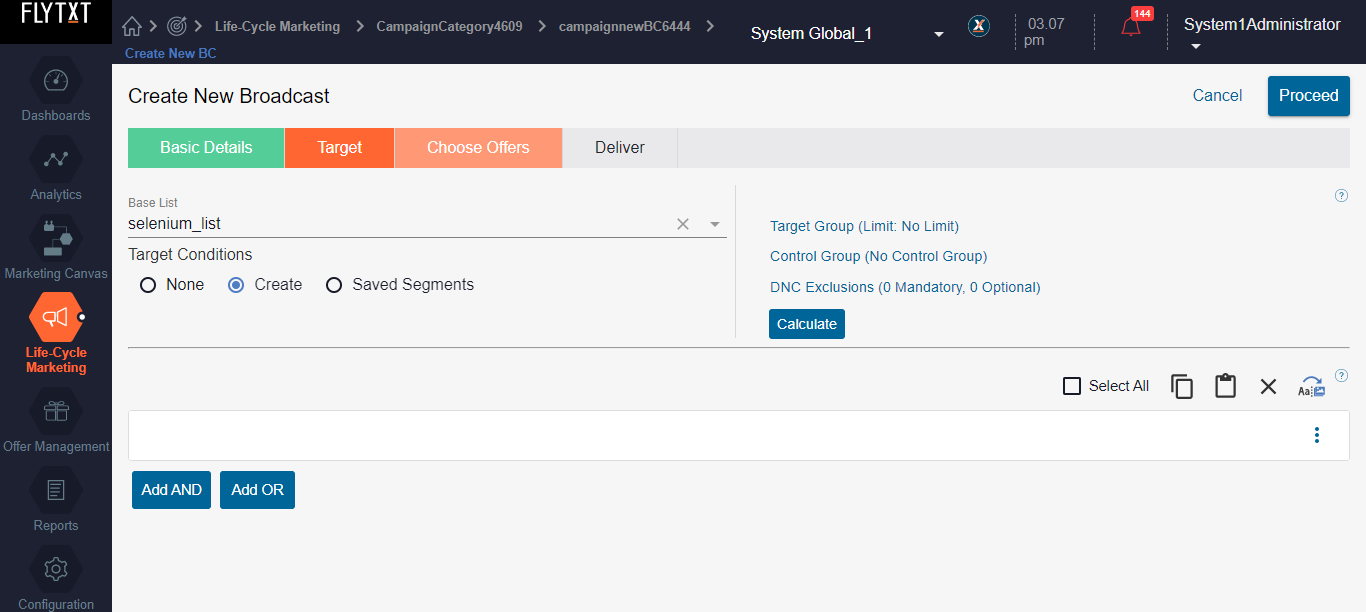 FLYTXT
Life-Cycle Marketing
CampaignCategory4609
campaignnewBC6444
Create New BC
System Global_1
X
03.07
pm
144
System1Administrator
Dashboards
Analytics
Marketing Canvas
Life-Cycle
Marketing
Offer Management
Reports
Configuration
Create New Broadcast
Cancel
Proceed
Basic Details
Target
Choose Offers
Deliver
Base List
selenium_list
Target Conditions
None
Create
Saved Segments
?
Target Group (Limit: No Limit)
Control Group (No Control Group)
DNC Exclusions (0 Mandatory, 0 Optional)
Calculate
Select All
Aa
?
Add AND
Add OR